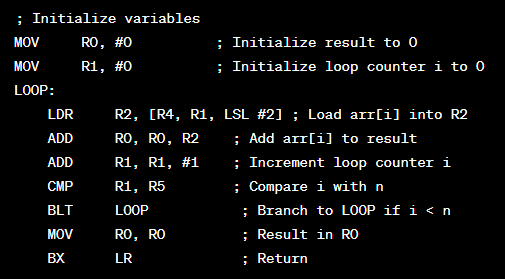 ; Initialize variables
MOV R0, #0 ; Initialize result to 0
MOV R1, #0 ; Initialize loop counter i to 0
LOOP:
LDR R2, [R4, R1, LSL #2] ; Load arr[i] into R2
ADD R0, R0, R2 ; Add arr[i] to result
ADD R1, R1, #1 ; Increment loop counter i
CMP R1, R5 ; Compare i with n
BLT LOOP ; Branch to LOOP if i < n
MOV R0, R0 ; Result in R0
BX LR ; Return